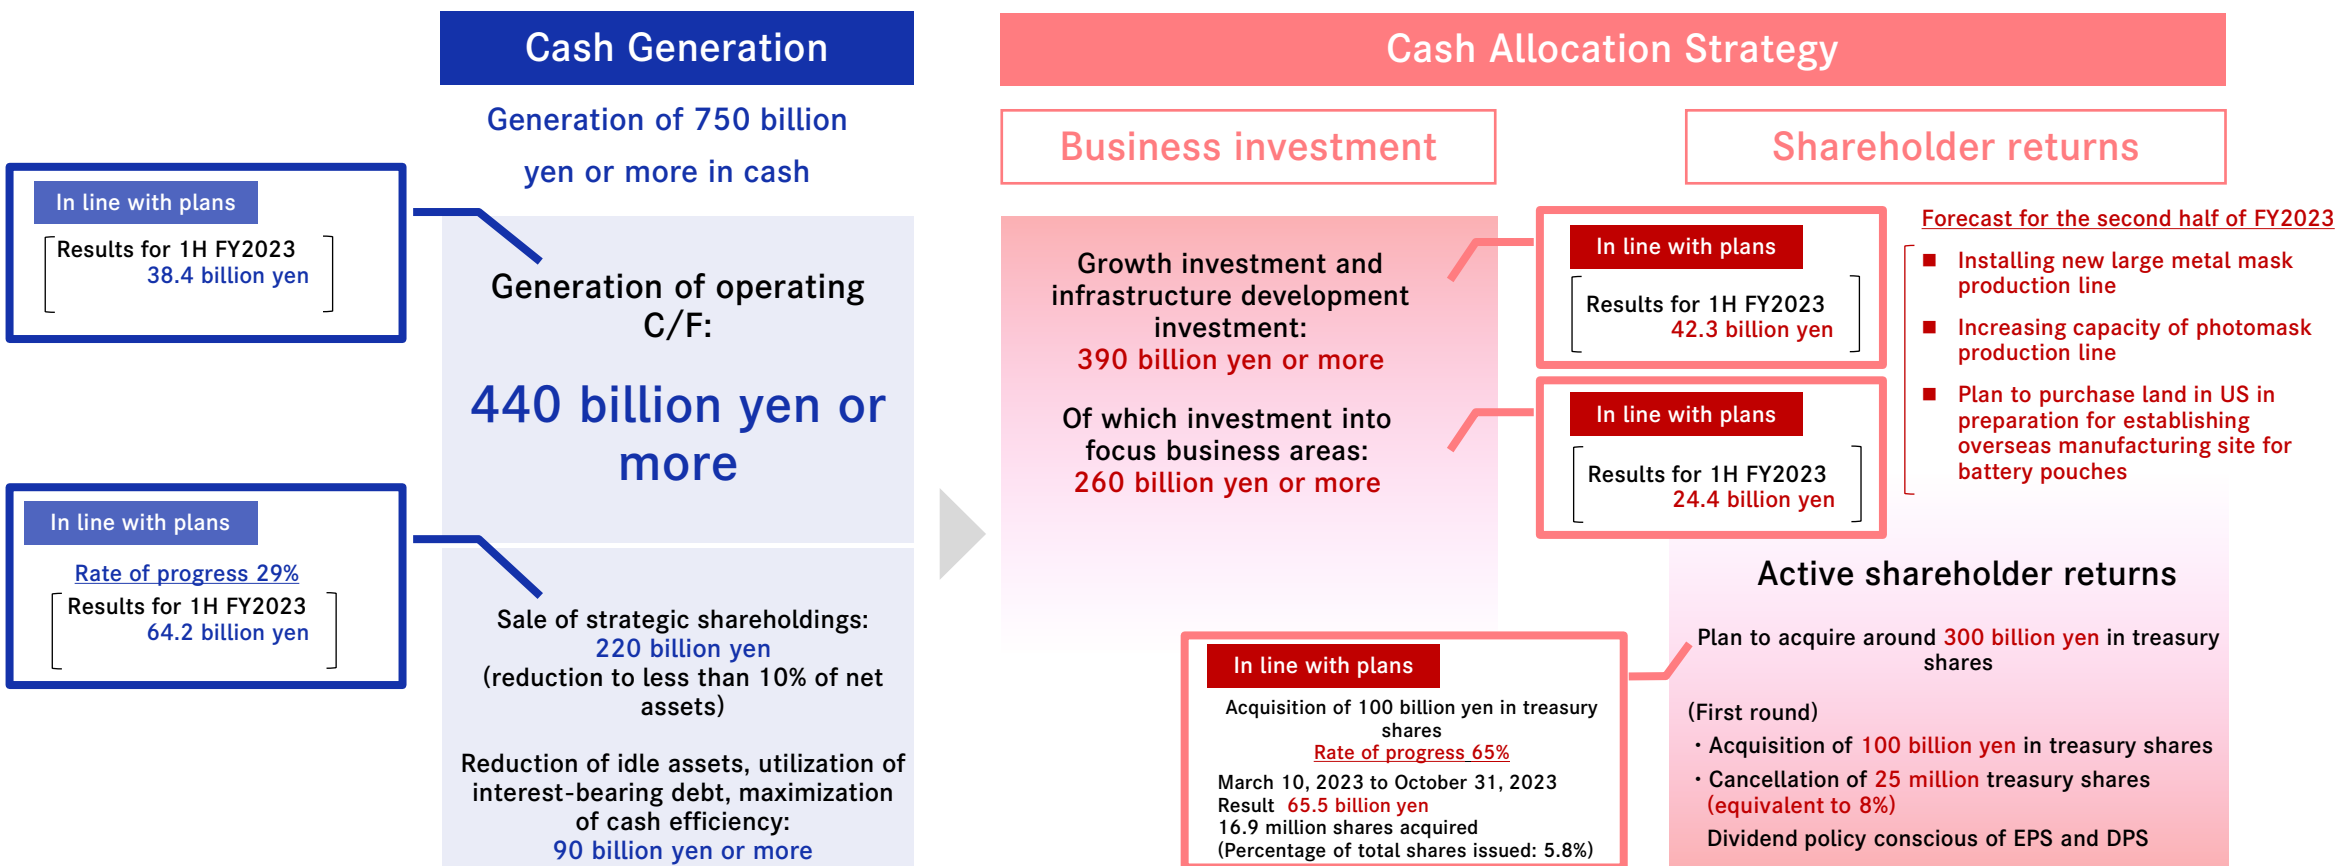 Cash Generation
Generation of 750 billion
yen or more in cash
In line with plans
Results for 1H FY2023
38.4 billion yen
Generation of operating
C/F:
440 billion yen or
more
In line with plans
Rate of progress 29%
Results for 1H FY2023
64.2 billion yen
Sale of strategic shareholdings:
220 billion yen
(reduction to less than 10% of net
assets)
Reduction of idle assets, utilization of
interest-bearing debt, maximization
of cash efficiency:
90 billion yen or more
Cash Allocation Strategy
Business investment
Growth investment and
infrastructure development
investment:
390 billion yen or more
Of which investment into
focus business areas:
260 billion yen or more
In line with plans
Results for 1H FY2023
42.3 billion yen
In line with plans
Results for 1H FY2023
24.4 billion yen
Shareholder returns
Forecast for the second half of FY2023
■ Installing new large metal mask
production line
■ Increasing capacity of photomask
production line
■ Plan to purchase land in US in
preparation for establishing
overseas manufacturing site for
battery pouches
In line with plans
Acquisition of 100 billion yen in treasury
shares
Rate of progress 65%
March 10, 2023 to October 31, 2023
Result 65.5 billion yen
16.9 million shares acquired
(Percentage of total shares issued: 5.8%)
Active shareholder returns
Plan to acquire around 300 billion yen in treasury
shares
(First round)
・Acquisition of 100 billion yen in treasury shares
・Cancellation of 25 million treasury shares
(equivalent to 8%)
Dividend policy conscious of EPS and DPS